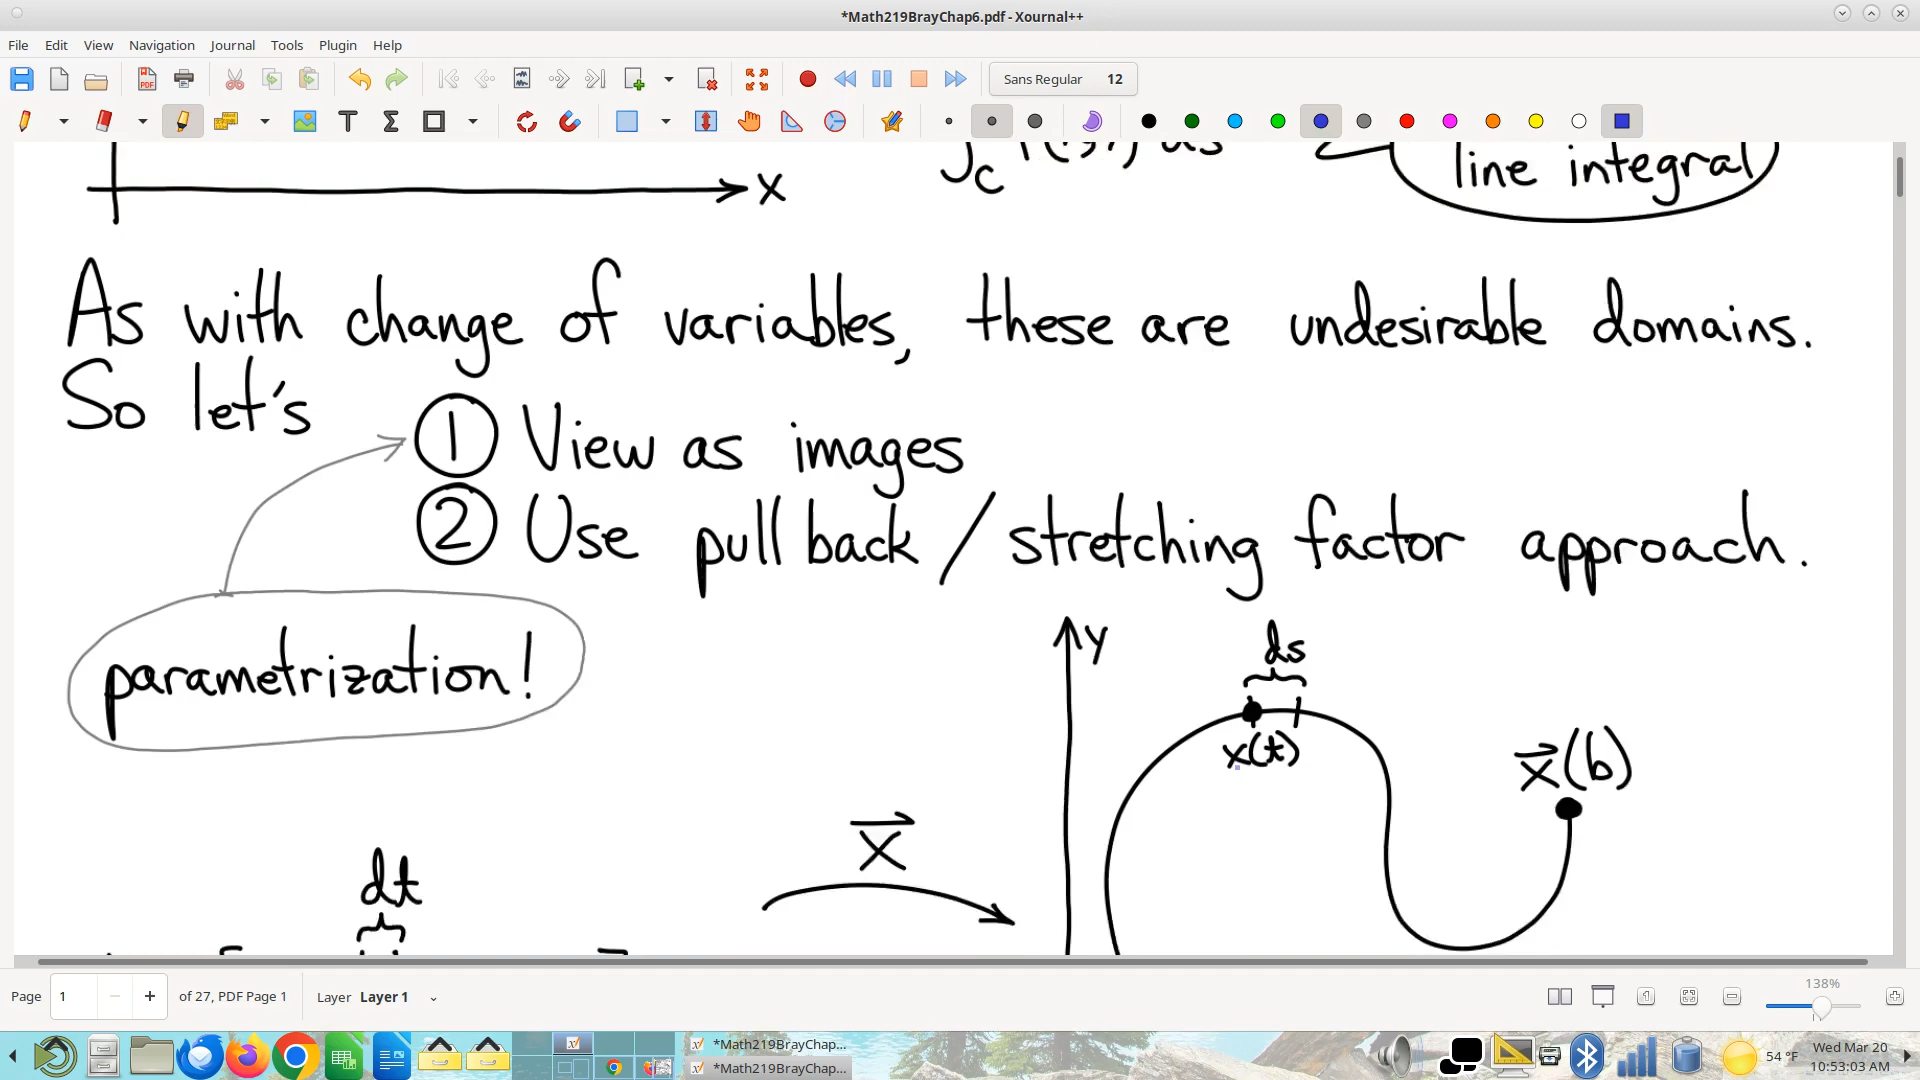 *Math219BrayChap6.pdf - Xournal++
File Edit View Navigation Journal Tools Plugin Help
Sans Regular 12
x
C
line integral
As with change of variables, these are undesirable domains.
So let's
1 View as images
2 Use pull back / stretching factor approach.
parametrization!
y
ds
x(t)
x(b)
x
dt
Page 1 of 27, PDF Page 1 Layer Layer 1
138%
*Math219BrayChap...
*Math219BrayChap...
54 °F
Wed Mar 20
10:53:03 AM